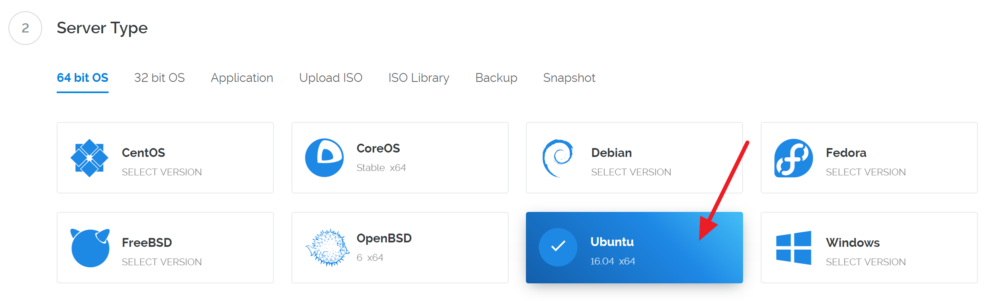 2
Server Type
64 bit OS
32 bit OS
Application
Upload ISO
ISO Library
Backup
Snapshot
CentOS
SELECT VERSION
CoreOS
Stable x64
Debian
SELECT VERSION
Fedora
SELECT VERSION
FreeBSD
SELECT VERSION
OpenBSD
6 x64
Ubuntu
16.04 x64
Windows
SELECT VERSION